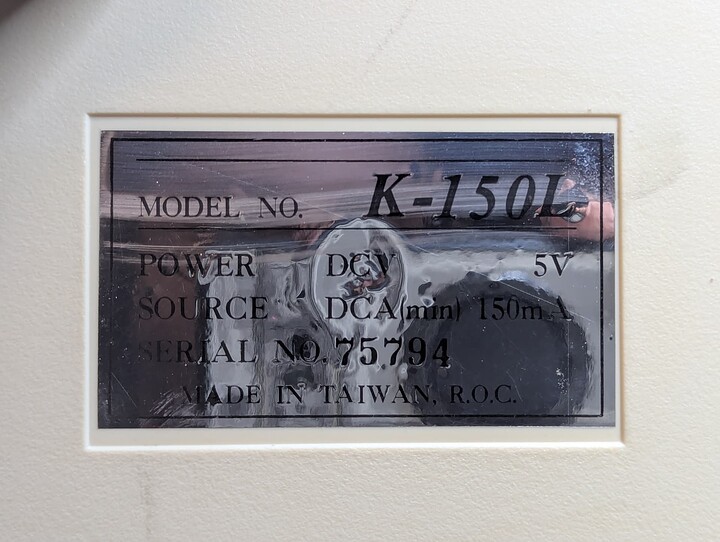 MODEL NO. K-150L
POWER DCV 5V
SOURCE DCA(min) 150mA
SERIAL NO. 75794
MADE IN TAIWAN, R.O.C.